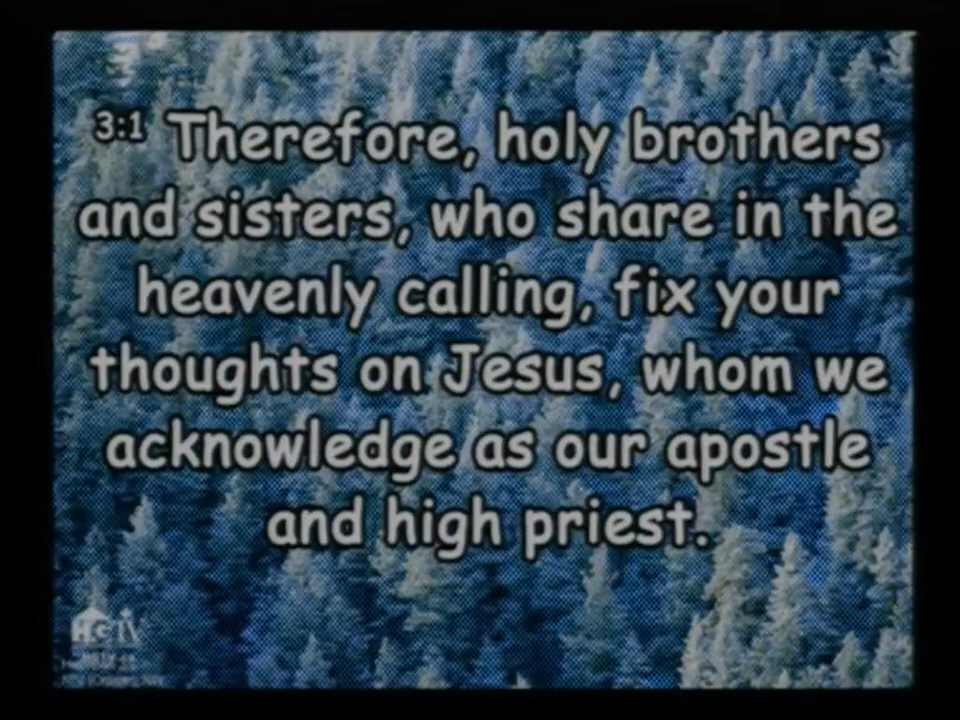 3:1 Therefore, holy brothers
and sisters, who share in the
heavenly calling, fix your
thoughts on Jesus, whom we
acknowledge as our apostle
and high priest.
HGTV